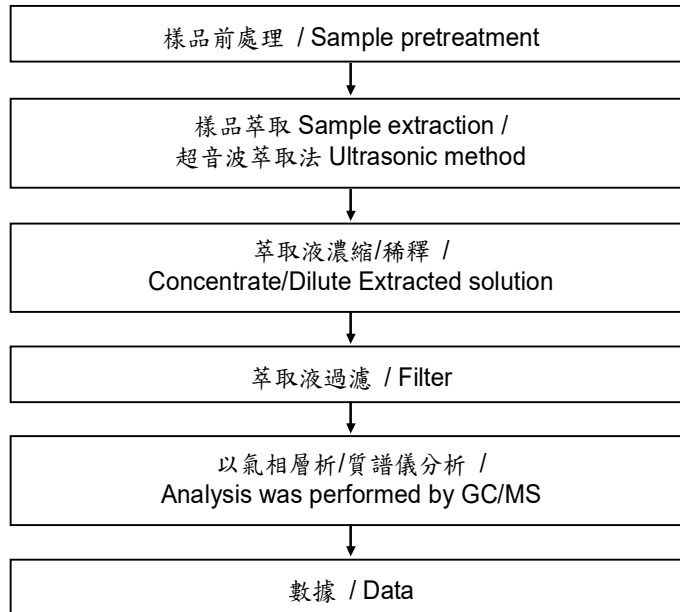 樣品前處理 / Sample pretreatment
樣品萃取 Sample extraction /
超音波萃取法 Ultrasonic method
萃取液濃縮/稀釋 /
Concentrate/Dilute Extracted solution
萃取液過濾 / Filter
以氣相層析/質譜儀分析 /
Analysis was performed by GC/MS
數據 / Data